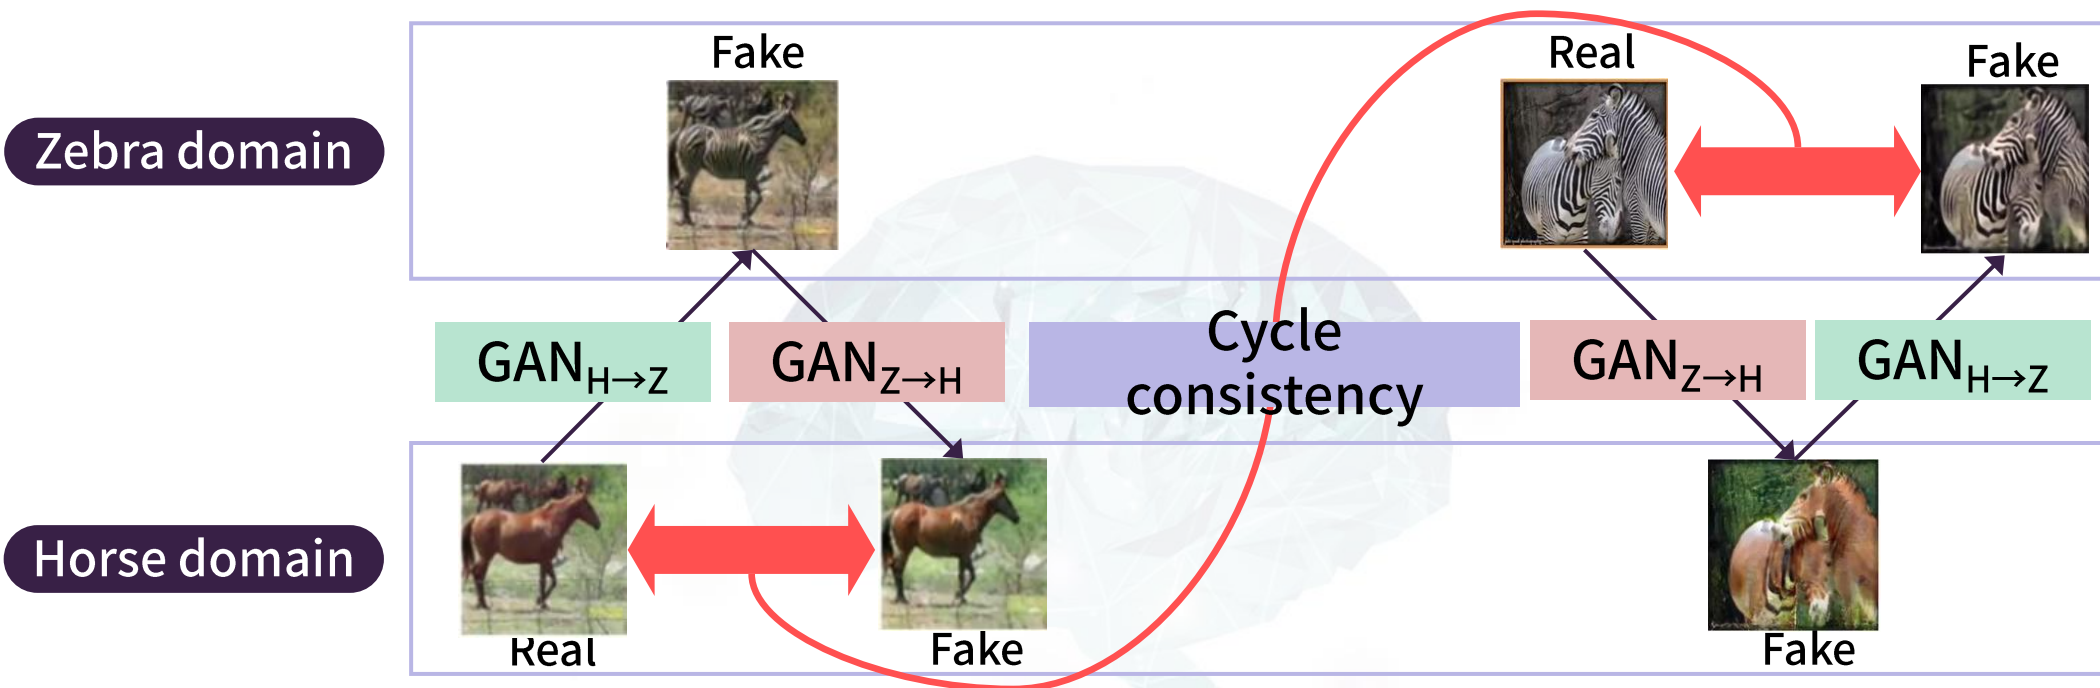 Fake
Real
Fake
Zebra domain
GANH→Z
GANZ→H
Cycle
consistency
GANZ→H
GANH→Z
Horse domain
Real
Fake
Fake